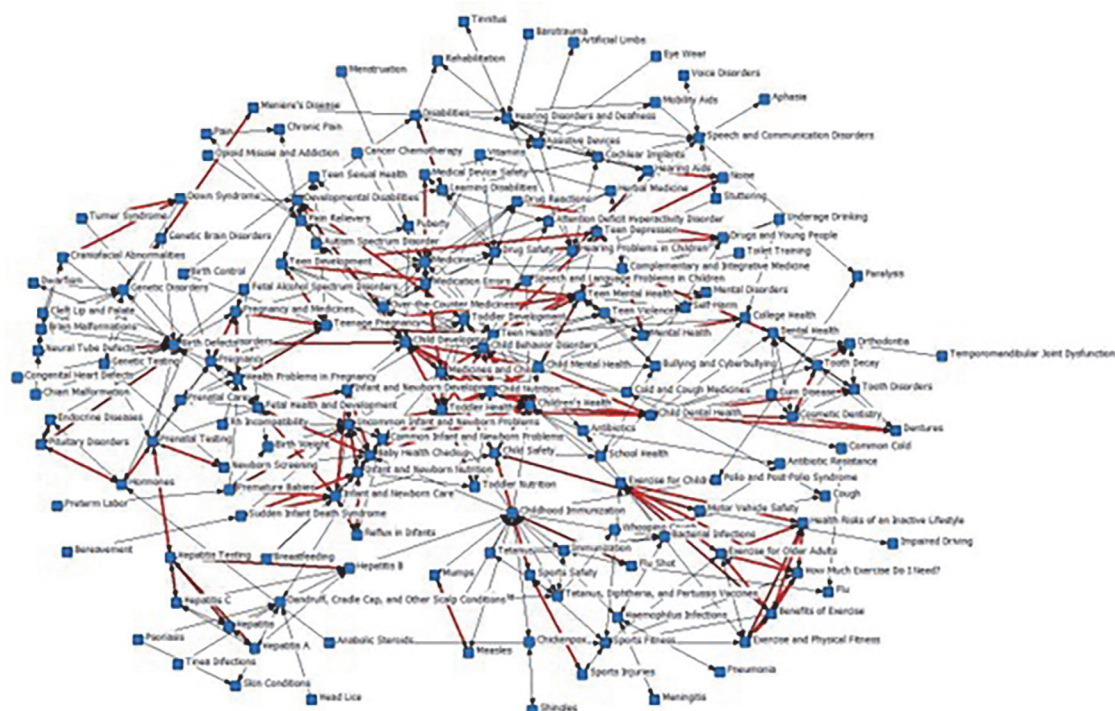 Tinnitus
Barotrauma
Artificial Limbs
Rehabilitation
Eye Wear
Menstruation
Voice Disorders
Aphasia
Mobility Aids
Meniere's Disease
Disabilities
Hearing Disorders and Deafness
Pain
Chronic Pain
Speech and Communication Disorders
Assistive Devices
Opioid Misuse and Addiction
Cancer Chemotherapy
Vitamins
Cochlear Implants
Hearing Aids
Teen Sexual Health
Medical Device Safety
Noise
Learning Disabilities
Herbal Medicine
Down Syndrome
Developmental Disabilities
Drug Reactions
Stuttering
Turner Syndrome
Pain Relievers
Puberty
Attention Deficit Hyperactivity Disorder
Underage Drinking
Teen Depression
Genetic Brain Disorders
Autism Spectrum Disorder
Drugs and Young People
Drug Safety
Hearing Problems in Children
Toilet Training
Craniofacial Abnormalities
Teen Development
Medicines
Complementary and Integrative Medicine
Birth Control
Paralysis
Dwarfism
Medication Errors
Speech and Language Problems in Children
Genetic Disorders
Fetal Alcohol Spectrum Disorders
Mental Disorders
Teen Mental Health
Cleft Lip and Palate
Pregnancy and Medicines
Over-the-Counter Medicines
Self-Harm
Teen Violence
Toddler Development
College Health
Brain Malformations
Teenage Pregnancy
Teen Health
Mental Health
Dental Health
Birth Defects
Child Development
Child Behavior Disorders
Orthodontia
Neural Tube Defects
Temporomandibular Joint Dysfunction
Genetic Testing
Pregnancy
Child Mental Health
Bullying and Cyberbullying
Tooth Decay
Congenital Heart Defects
Health Problems in Pregnancy
Medicines and Children
Chiari Malformation
Infant and Newborn Development
Child Nutrition
Cold and Cough Medicines
Gum Disease
Tooth Disorders
Prenatal Care
Fetal Health and Development
Toddler Health
Children's Health
Child Dental Health
Cosmetic Dentistry
Endocrine Diseases
Rh Incompatibility
Uncommon Infant and Newborn Problems
Antibiotics
Dentures
Pituitary Disorders
Prenatal Testing
Birth Weight
Common Infant and Newborn Problems
Common Cold
Baby Health Checkup
Child Safety
School Health
Newborn Screening
Infant and Newborn Nutrition
Antibiotic Resistance
Hormones
Premature Babies
Toddler Nutrition
Exercise for Children
Polio and Post-Polio Syndrome
Infant and Newborn Care
Cough
Preterm Labor
Sudden Infant Death Syndrome
Childhood Immunization
Motor Vehicle Safety
Reflux in Infants
Whooping Cough
Bacterial Infections
Health Risks of an Inactive Lifestyle
Impaired Driving
Bereavement
Hepatitis Testing
Breastfeeding
Hepatitis B
Tetanus
Immunization
Flu Shot
Exercise for Older Adults
Mumps
Sports Safety
How Much Exercise Do I Need?
Hepatitis C
Dandruff, Cradle Cap, and Other Scalp Conditions
Tetanus, Diphtheria, and Pertussis Vaccines
Flu
Hepatitis
Haemophilus Infections
Benefits of Exercise
Psoriasis
Hepatitis A
Anabolic Steroids
Measles
Chickenpox
Sports Fitness
Exercise and Physical Fitness
Tinea Infections
Skin Conditions
Sports Injuries
Pneumonia
Head Lice
Shingles
Meningitis